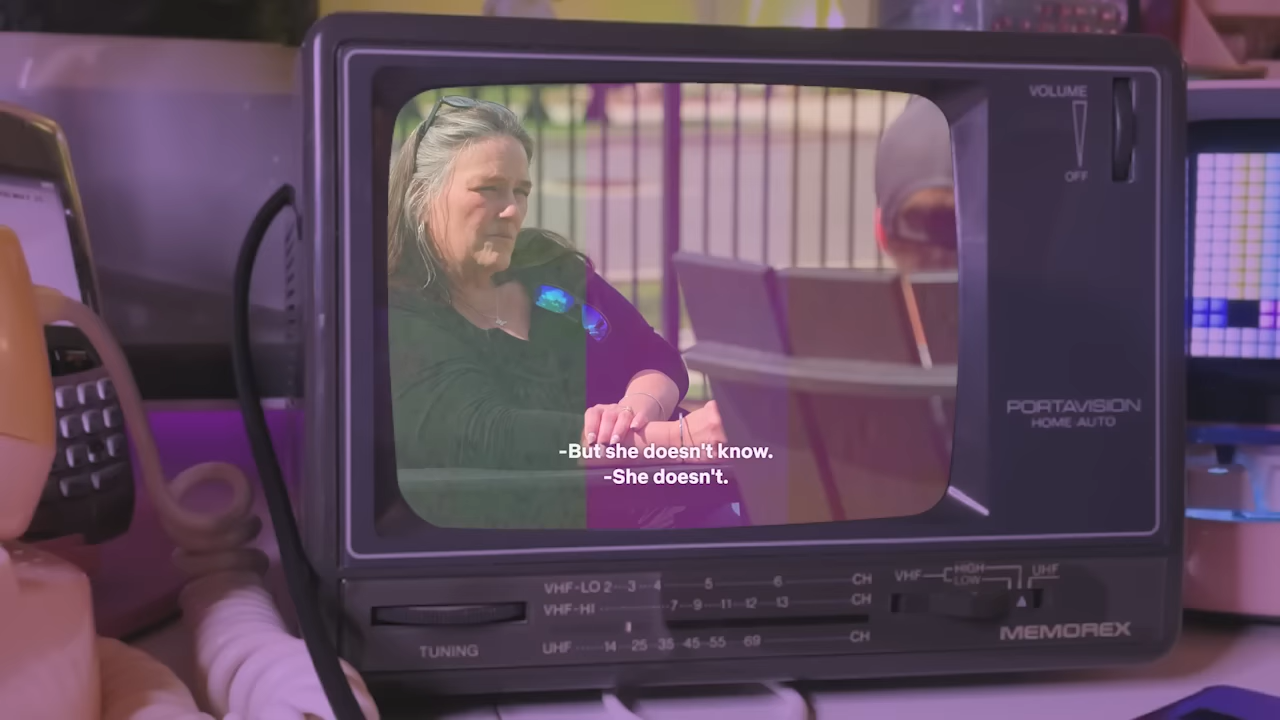 VOLUME
OFF
-But she doesn't know.
-She doesn't.
PORTAVISION
HOME AUTO
VHF-LO 2 3 4 5 6 CH
VHF-HI 7 9 11 12 13 CH
UHF 14 25 35 45 55 69 CH
TUNING
VHF HIGH UHF
LOW
MEMOREX